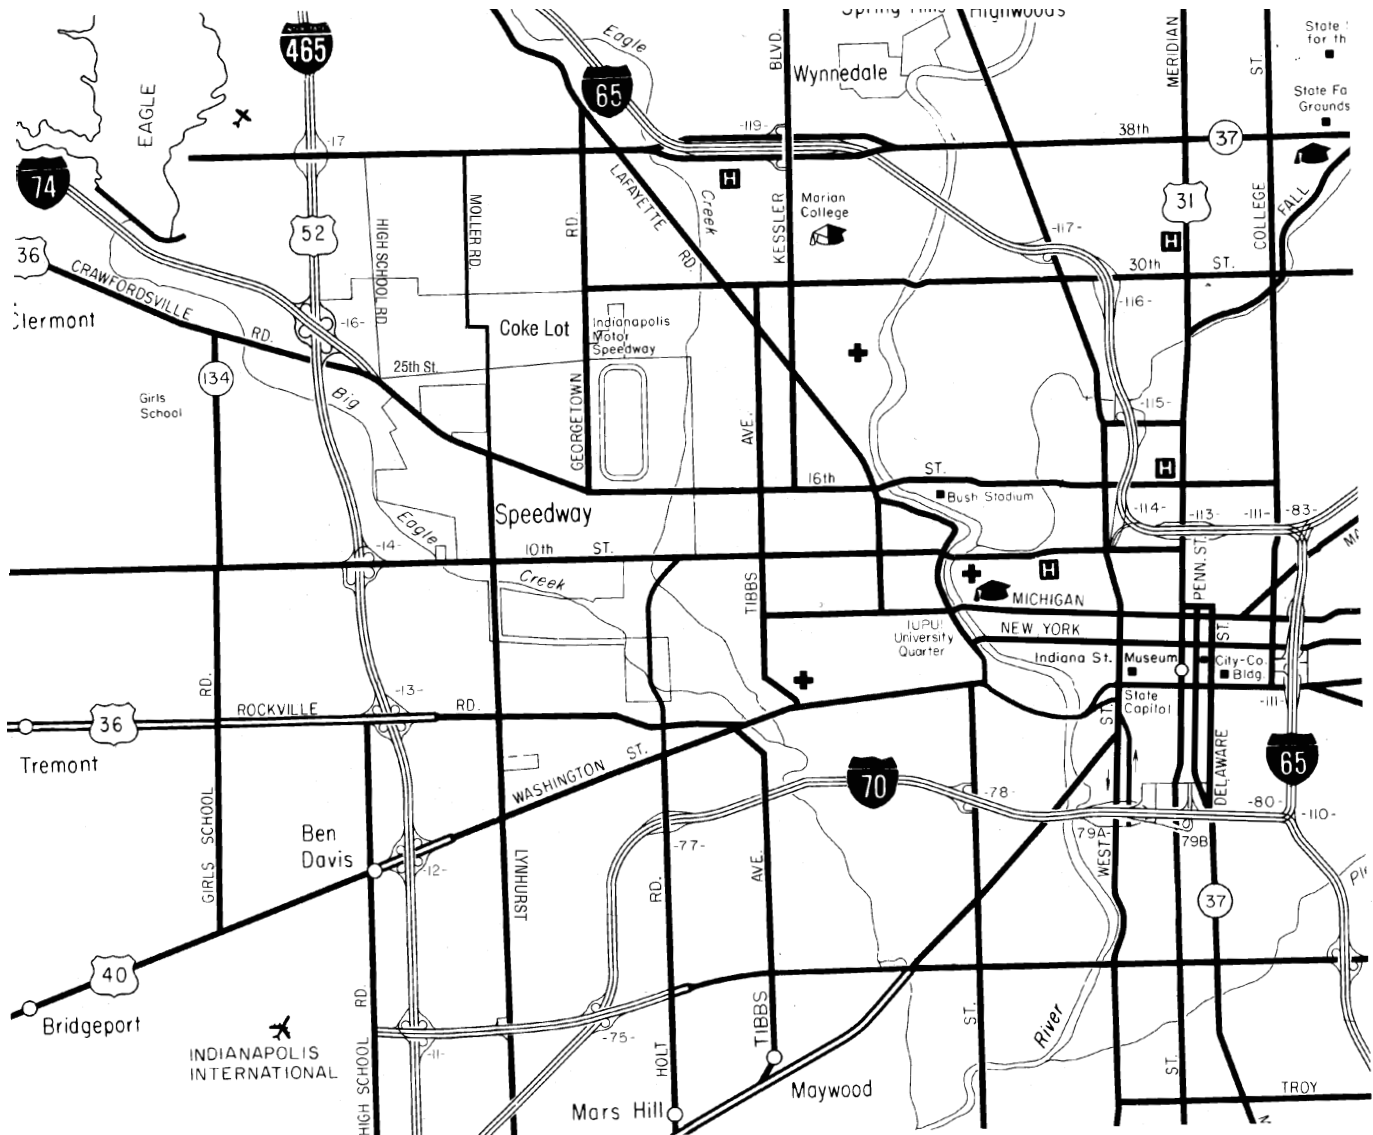 465
Eagle
65
BLVD.
Wynnedale
Highwoods
MERIDIAN
ST.
State
for th
State Fa
Grounds
EAGLE
-17
-119-
38th
37
74
52
HIGH SCHOOL RD
MOLLER RD.
RD.
LAFAYETTE
RD.
Creek
KESSLER
Marian
College
-117-
31
COLLEGE
FALL
36
CRAWFORDSVILLE
RD.
-16-
30th
ST.
-116-
Coke Lot
Indianapolis
Motor
Speedway
134
25th St.
Girls
School
Big
GEORGETOWN
AVE.
-115-
16th
ST.
Bush Stadium
Speedway
-114-
-113-
-111-
-83-
Eagle
-14-
10th
ST.
Creek
TIBBS
PENN. ST.
MICHIGAN
NEW YORK
ST.
IUPUI
University
Quarter
Indiana St.
Museum
City-Co.
Bldg.
RD.
-13-
State
Capitol
ST.
-111-
36
ROCKVILLE
RD.
Tremont
WASHINGTON
ST.
70
DELAWARE
65
-78-
-80-
-110-
GIRLS SCHOOL
Ben
Davis
-12-
LYNHURST
-77-
RD.
AVE.
79A-
WEST
79B
37
40
Bridgeport
RD.
INDIANAPOLIS
INTERNATIONAL
HIGH SCHOOL
-11-
-75-
HOLT
TIBBS
ST.
River
ST.
Mars Hill
Maywood
TROY